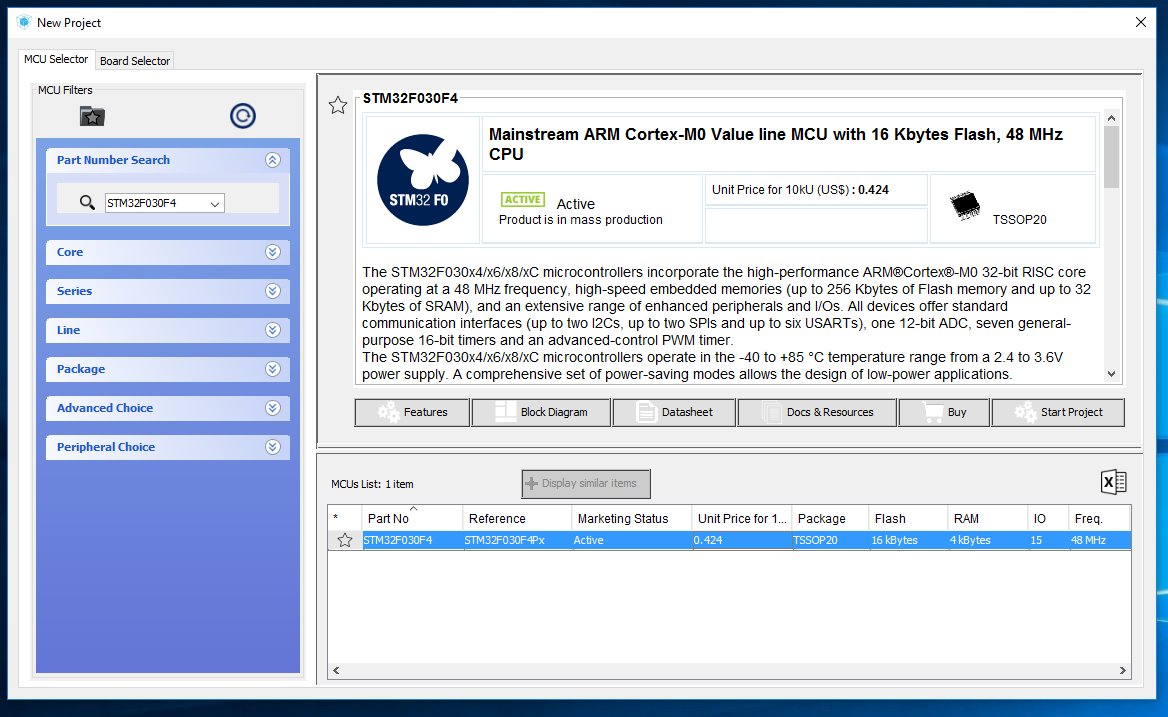 New Project
MCU Selector
Board Selector
MCU Filters
Part Number Search
STM32F030F4
Core
Series
Line
Package
Advanced Choice
Peripheral Choice
STM32F030F4
STM32 F0
Mainstream ARM Cortex-M0 Value line MCU with 16 Kbytes Flash, 48 MHz
CPU
ACTIVE Active
Product is in mass production
Unit Price for 10kU (US$) : 0.424
TSSOP20
The STM32F030x4/x6/x8/xC microcontrollers incorporate the high-performance ARM®Cortex®-M0 32-bit RISC core
operating at a 48 MHz frequency, high-speed embedded memories (up to 256 Kbytes of Flash memory and up to 32
Kbytes of SRAM), and an extensive range of enhanced peripherals and I/Os. All devices offer standard
communication interfaces (up to two I2Cs, up to two SPIs and up to six USARTs), one 12-bit ADC, seven general-
purpose 16-bit timers and an advanced-control PWM timer.
The STM32F030x4/x6/x8/xC microcontrollers operate in the -40 to +85 °C temperature range from a 2.4 to 3.6V
power supply. A comprehensive set of power-saving modes allows the design of low-power applications.
Features
Block Diagram
Datasheet
Docs & Resources
Buy
Start Project
MCUs List: 1 item
Display similar items
X
* Part No Reference Marketing Status Unit Price for 1... Package Flash RAM IO Freq.
STM32F030F4 STM32F030F4Px Active 0.424 TSSOP20 16 kBytes 4 kBytes 15 48 MHz